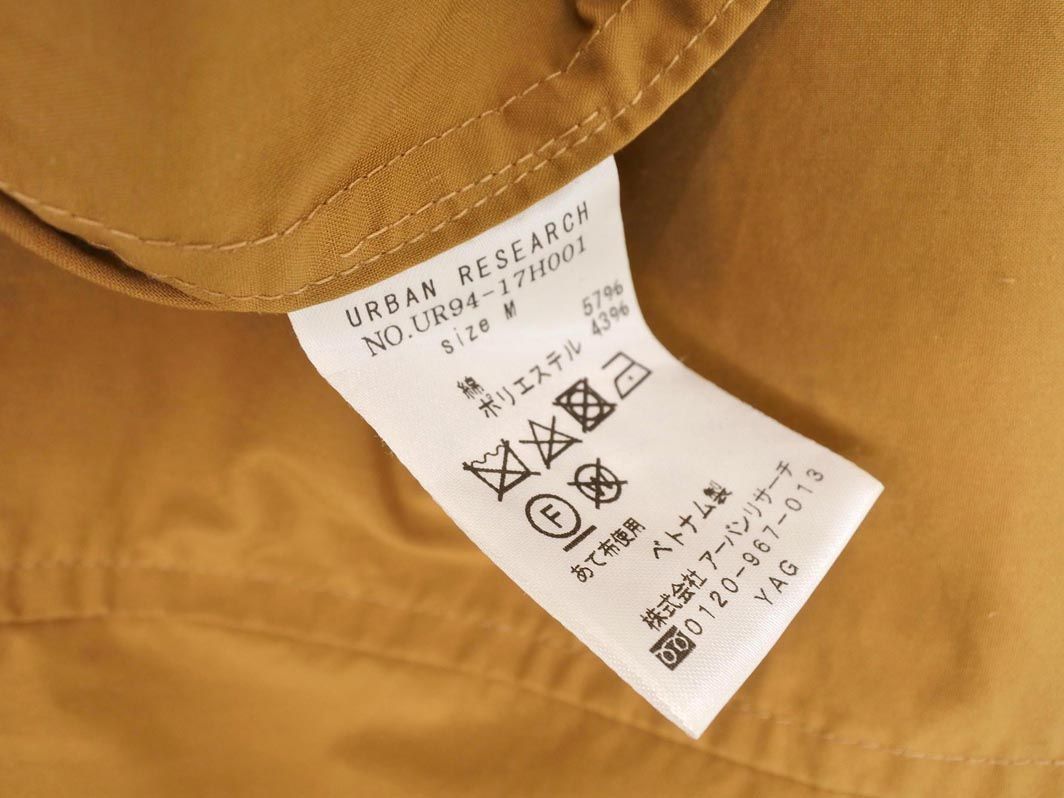 URBAN RESEARCH
NO.UR94-17H001
size M
綿 57%
ポリエステル 43%
F
W
あて布使用
ベトナム製
株式会社 アーバンリサーチ
0120-967-013
YAG